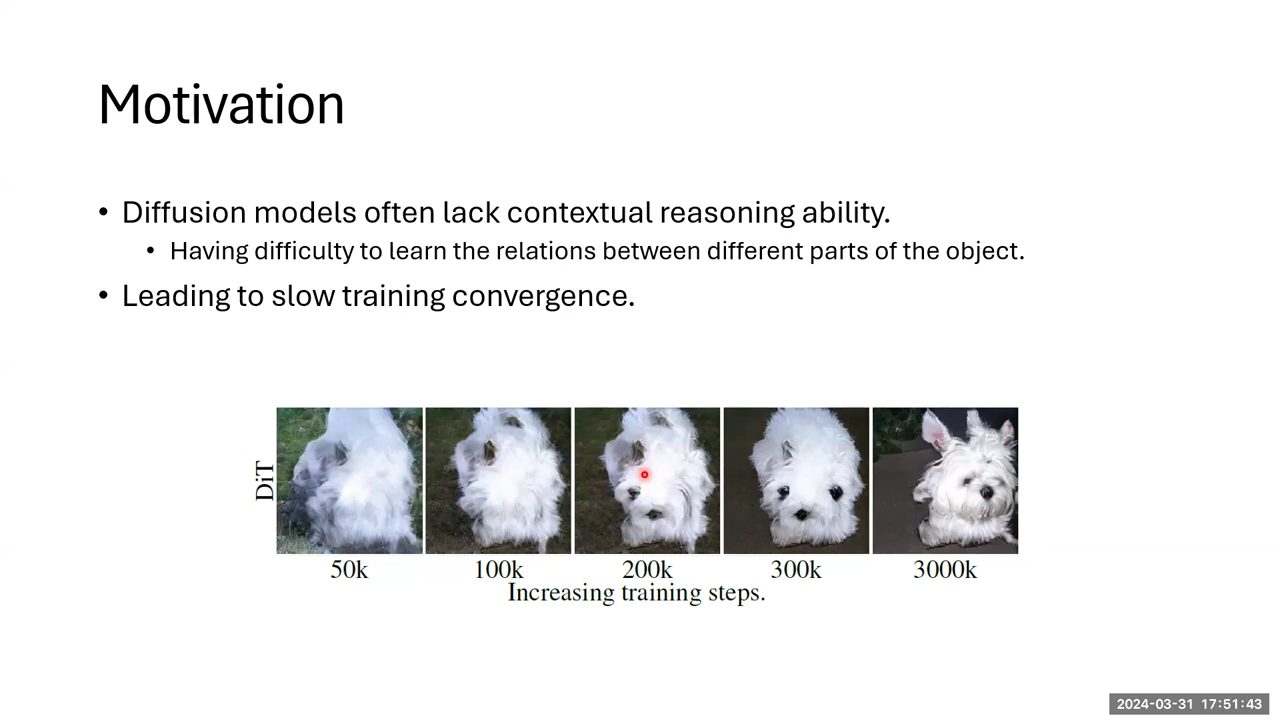 Motivation
• Diffusion models often lack contextual reasoning ability.
• Having difficulty to learn the relations between different parts of the object.
• Leading to slow training convergence.
DiT
50k 100k 200k 300k 3000k
Increasing training steps.
2024-03-31 17:51:43